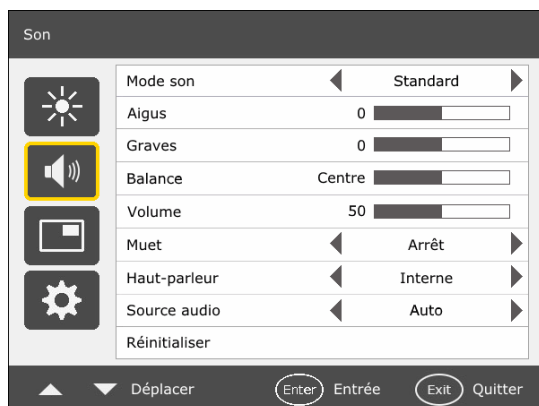 Son
Mode son Standard
Aigus 0
Graves 0
Balance Centre
Volume 50
Muet Arrêt
Haut-parleur Interne
Source audio Auto
Réinitialiser
Déplacer Enter Entrée Exit Quitter